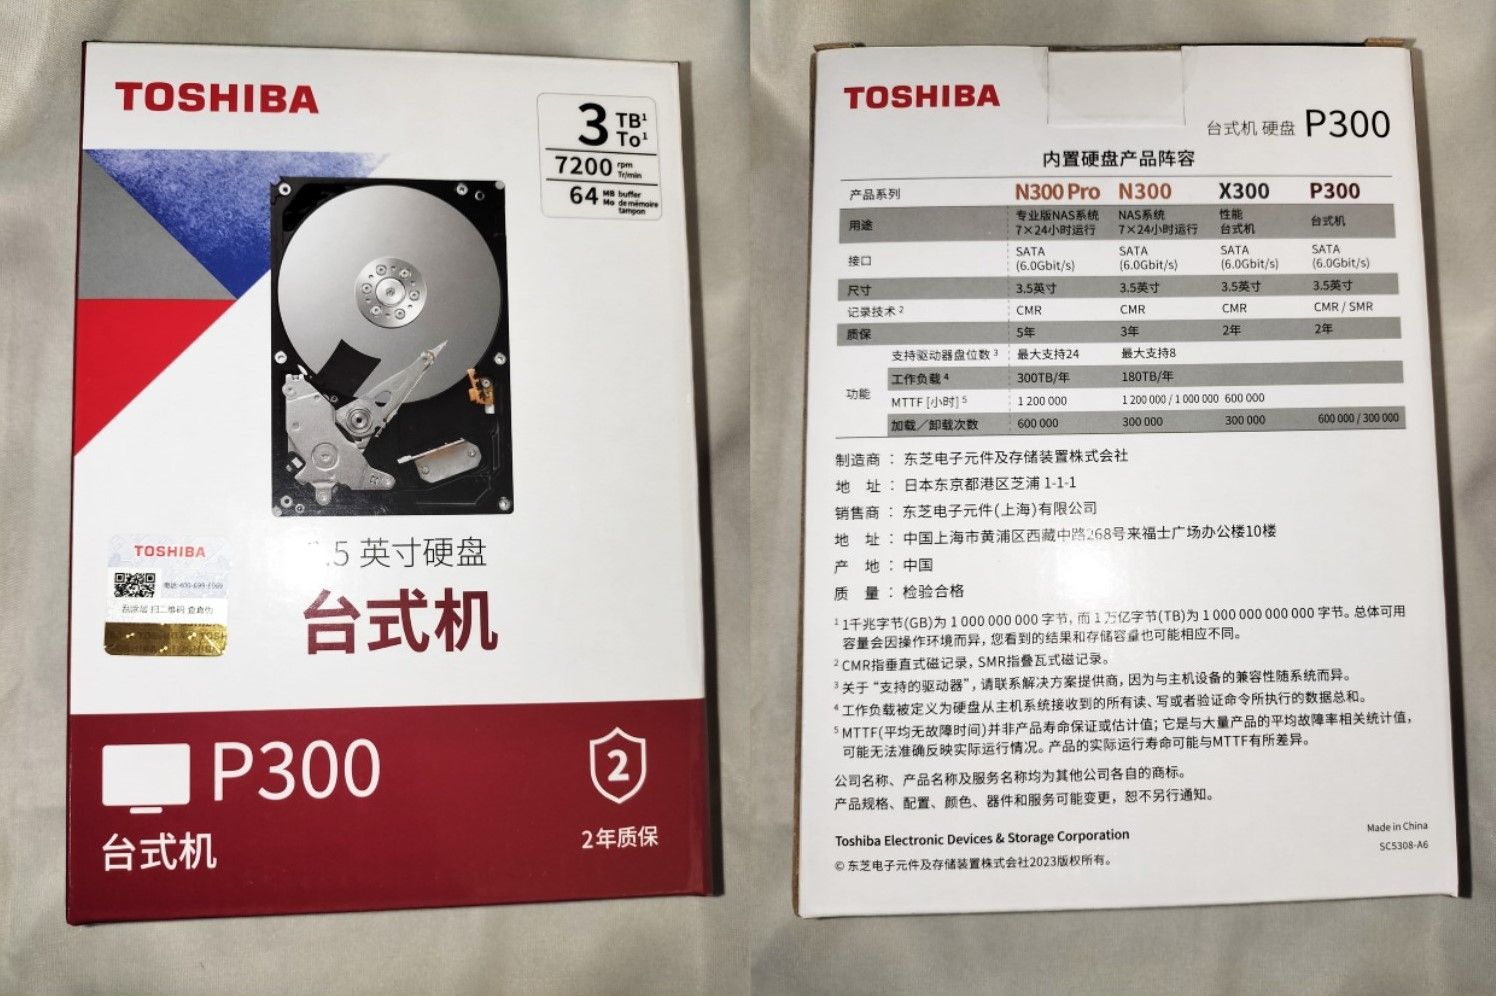 TOSHIBA
3 TB¹
To¹
7200 rpm
Tr/min
64 MB buffer
Mo de mémoire
tampon
TOSHIBA
刮涂层 扫二维码 查真伪
.5 英寸硬盘
台式机
P300
台式机
2
2年质保
TOSHIBA
台式机 硬盘 P300
内置硬盘产品阵容
产品系列 N300 Pro N300 X300 P300
用途 专业版NAS系统 7×24小时运行 NAS系统 7×24小时运行 性能 台式机 台式机
接口 SATA (6.0Gbit/s) SATA (6.0Gbit/s) SATA (6.0Gbit/s) SATA (6.0Gbit/s)
尺寸 3.5英寸 3.5英寸 3.5英寸 3.5英寸
记录技术² CMR CMR CMR CMR / SMR
质保 5年 3年 2年 2年
功能
支持驱动器盘位数³ 最大支持24 最大支持8
工作负载⁴ 300TB/年 180TB/年
MTTF [小时]⁵ 1 200 000 1 200 000 / 1 000 000 600 000
加载／卸载次数 600 000 300 000 300 000 600 000 / 300 000
制造商：东芝电子元件及存储装置株式会社
地 址：日本东京都港区芝浦 1-1-1
销售商：东芝电子元件(上海)有限公司
地 址：中国上海市黄浦区西藏中路268号来福士广场办公楼10楼
产 地：中国
质 量：检验合格
¹ 1千兆字节(GB)为 1 000 000 000 字节, 而 1 万亿字节(TB)为 1 000 000 000 000 字节。总体可用
容量会因操作环境而异, 您看到的结果和存储容量也可能相应不同。
² CMR指垂直式磁记录, SMR指叠瓦式磁记录。
³ 关于“支持的驱动器”, 请联系解决方案提供商, 因为与主机设备的兼容性随系统而异。
⁴ 工作负载被定义为硬盘从主机系统接收到的所有读、写或者验证命令所执行的数据总和。
⁵ MTTF(平均无故障时间)并非产品寿命保证或估计值; 它是与大量产品的平均故障率相关统计值,
可能无法准确反映实际运行情况。产品的实际运行寿命可能与MTTF有所差异。
公司名称、产品名称及服务名称均为其他公司各自的商标。
产品规格、配置、颜色、器件和服务可能变更, 恕不另行通知。
Toshiba Electronic Devices & Storage Corporation
© 东芝电子元件及存储装置株式会社2023版权所有。
Made in China
SC5308-A6